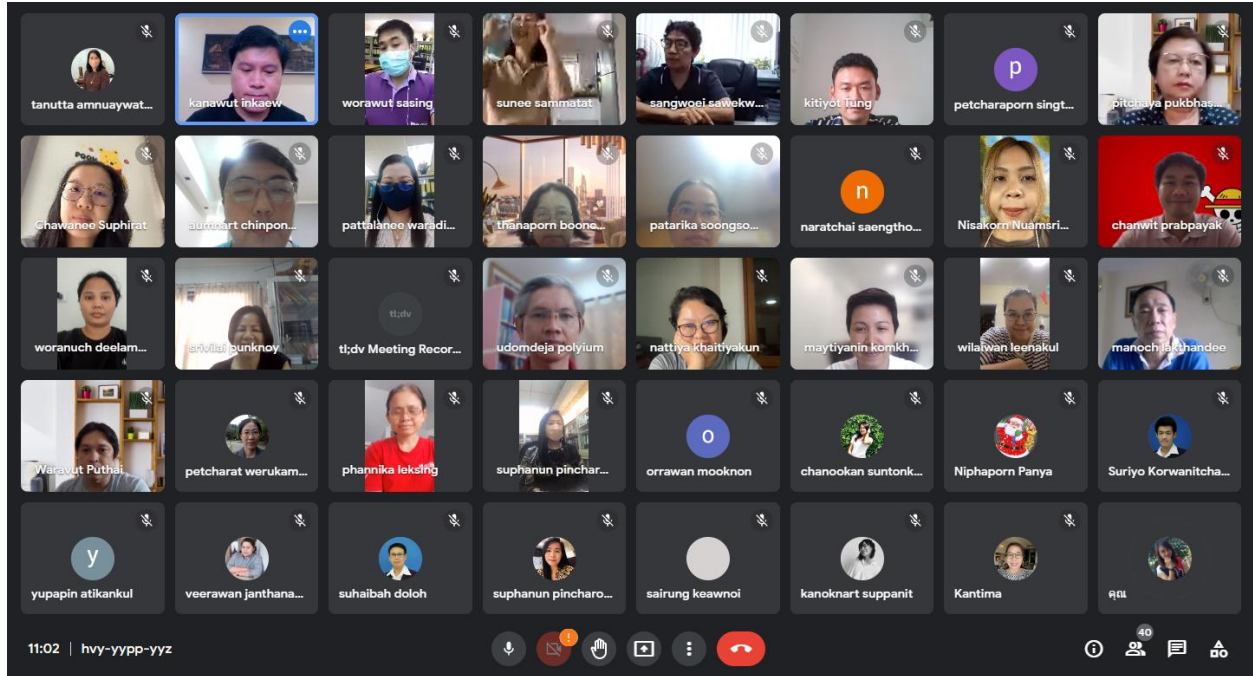 tanutta amnuaywat...
kanawut inkaew
worawut sasing
sunee sammatat
sangwoei sawekw...
kitiyot Tung
p
petcharaporn singt...
pitchaya pukbhas...
POOH
Chawanee Suphirat
aumnart chinpon...
pattalanee waradi...
thanaporn boono...
patarika soongso...
n
naratchai saengtho...
Nisakorn Nuamsri...
chanwit prabpayak
woranuch deelam...
srivilai punknoy
tl;dv
tl;dv Meeting Recor...
udomdeja polyium
nattiya khaitiyakun
maytiyanin komkh...
wilaiwan leenakul
manoch lakthandee
Waravut Puthai
petcharat werukam...
phannika leksing
suphanun pinchar...
o
orrawan mooknon
chanookan suntonk...
Niphaporn Panya
Suriyo Korwanitcha...
y
yupapin atikankul
veerawan janthana...
suhaibah doloh
suphanun pincharo...
sairung keawnoi
kanoknart suppanit
Kantima
คุณ
11:02 | hvy-yypp-yyz
!
40